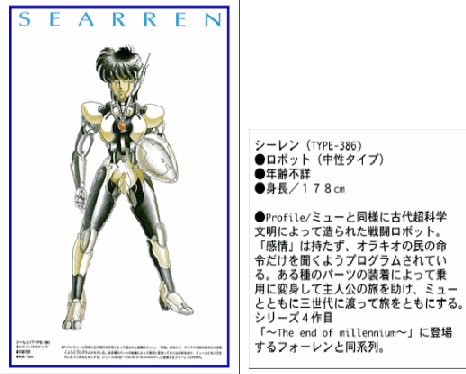 SEARREN
シーレン (TYPE-386)
●ロボット (中性タイプ)
●年齢不詳
●身長/178cm
●Profile/ミューと同様に古代超科学
文明によって造られた戦闘ロボット。
「感情」は持たず、オラキオの民の命
令だけを聞くようプログラムされてい
る。ある種のパーツの装着によって乗
用に変身して主人公の旅を助け、ミュー
とともに三世代に渡って旅をともにする。
シリーズ4作目
「~The end of millennium~」に登場
するフォーレンと同系列。